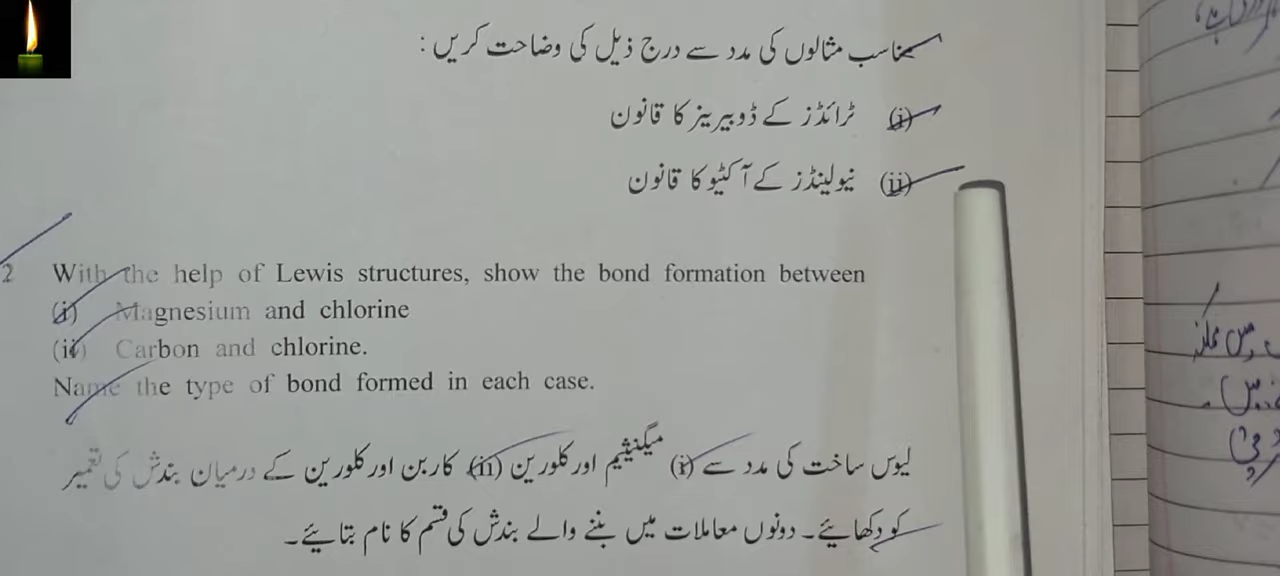 مناسب مثالوں کی مدد سے درج ذیل کی وضاحت کریں :
(i) ٹرائڈز کے ڈوبیرینز کا قانون
(ii) نیولینڈز کے آکٹیو کا قانون
2 With the help of Lewis structures, show the bond formation between
(i) Magnesium and chlorine
(ii) Carbon and chlorine.
Name the type of bond formed in each case.
لیوس ساخت کی مدد سے (i) میگنیشیم اور کلورین (ii) کاربن اور کلورین کے درمیان بندش کی تعمیر
کو دکھایئے۔ دونوں معاملات میں بننے والے بندش کی قسم کا نام بتایئے۔